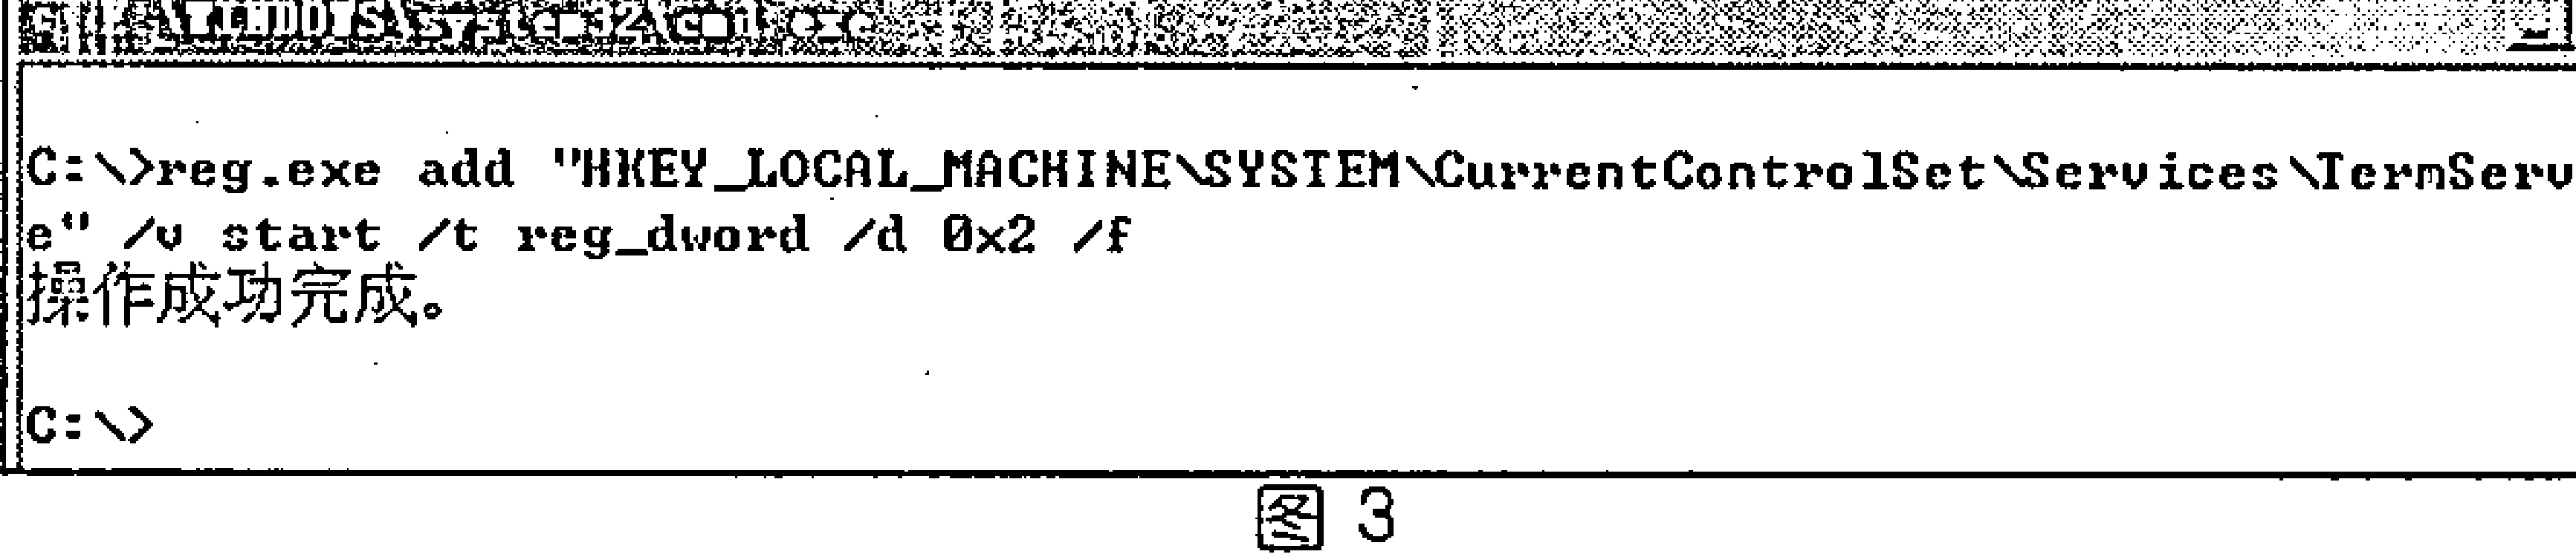 C:\>reg.exe add "HKEY_LOCAL_MACHINE\SYSTEM\CurrentControlSet\Services\TermServ
e" /v start /t reg_dword /d 0x2 /f
操作成功完成。
C:\>
图 3